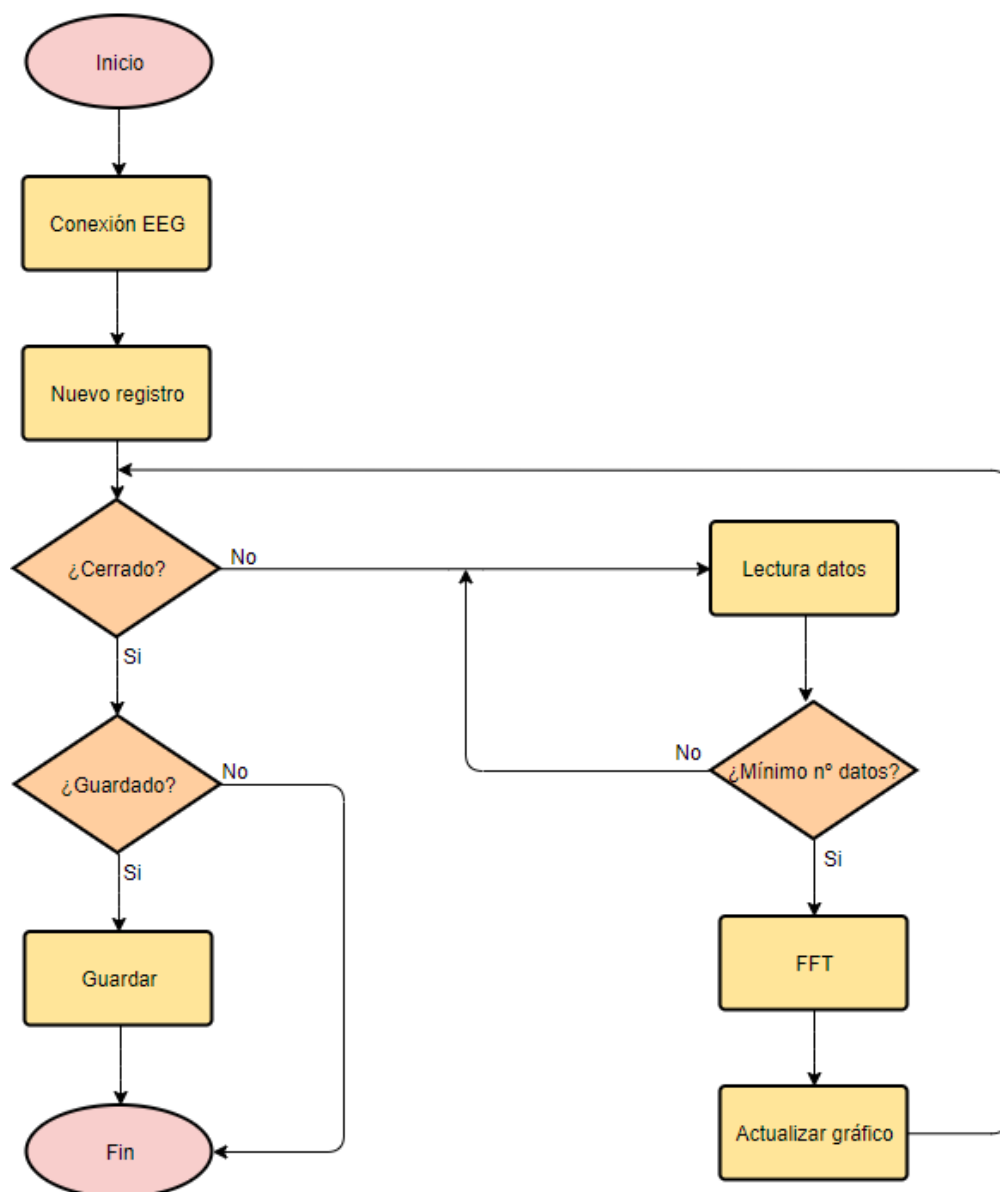 Inicio
Conexión EEG
Nuevo registro
¿Cerrado?
No
Lectura datos
Si
¿Mínimo nº datos?
No
¿Guardado?
No
Si
Si
FFT
Guardar
Actualizar gráfico
Fin